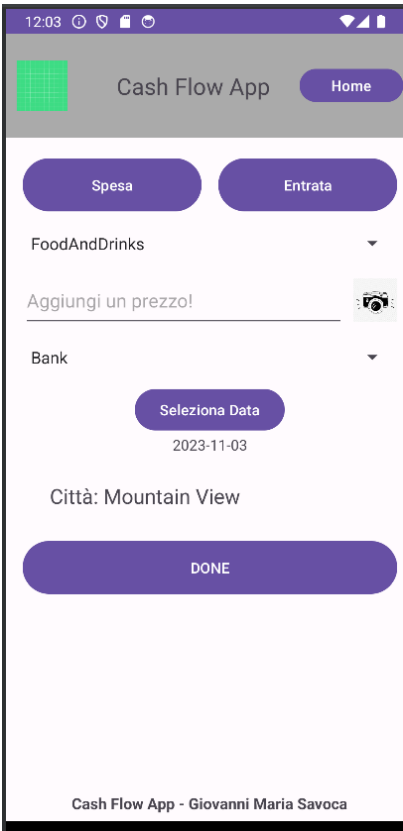 12:03
Cash Flow App
Home
Spesa
Entrata
FoodAndDrinks
Aggiungi un prezzo!
Bank
Seleziona Data
2023-11-03
Città: Mountain View
DONE
Cash Flow App - Giovanni Maria Savoca